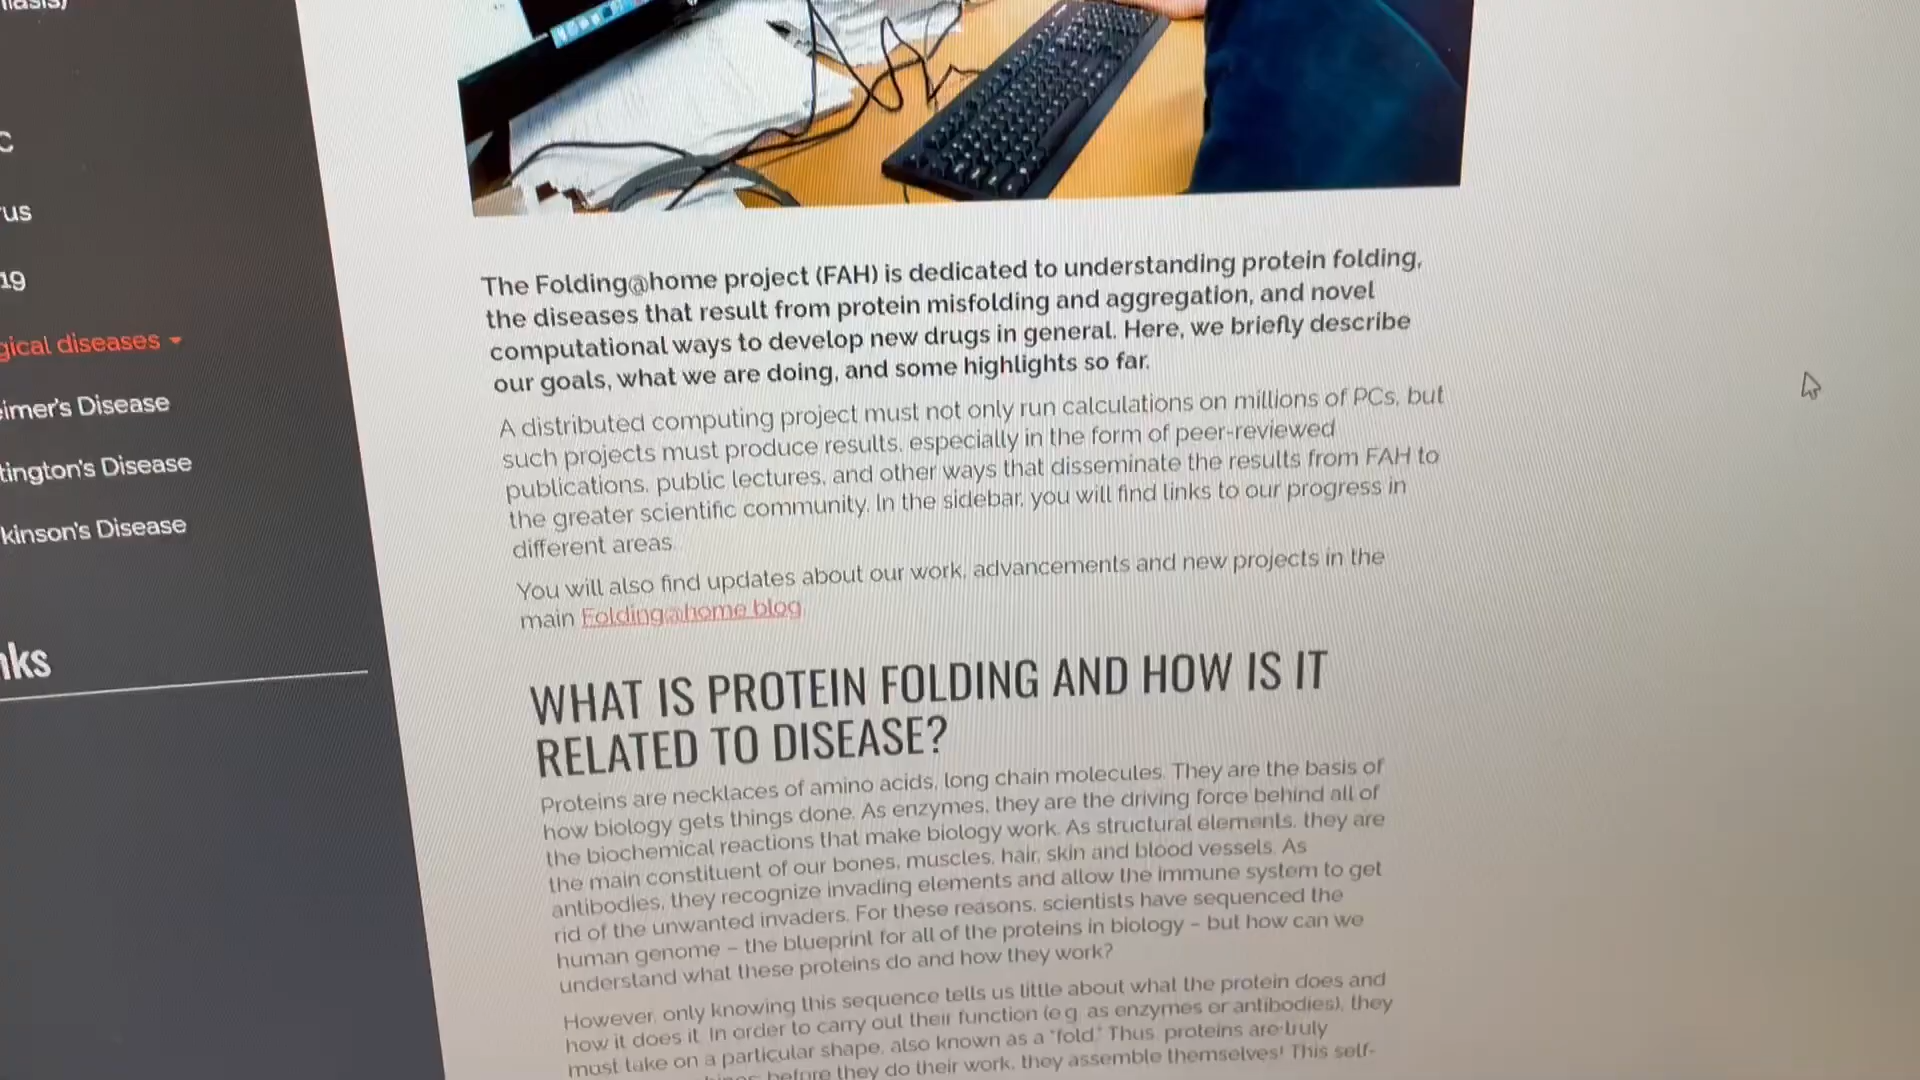 19
diseases
Disease
Disease
Disease
The Folding@home project (FAH) is dedicated to understanding protein folding,
the diseases that result from protein misfolding and aggregation, and novel
computational ways to develop new drugs in general. Here, we briefly describe
our goals, what we are doing, and some highlights so far.
A distributed computing project must not only run calculations on millions of PCs, but
such projects must produce results, especially in the form of peer-reviewed
publications, public lectures, and other ways that disseminate the results from FAH to
the greater scientific community. In the sidebar, you will find links to our progress in
different areas.
You will also find updates about our work, advancements and new projects in the
main Folding@home blog
WHAT IS PROTEIN FOLDING AND HOW IS IT
RELATED TO DISEASE?
Proteins are necklaces of amino acids, long chain molecules. They are the basis of
how biology gets things done. As enzymes, they are the driving force behind all of
the biochemical reactions that make biology work. As structural elements, they are
the main constituent of our bones, muscles, hair, skin and blood vessels. As
antibodies, they recognize invading elements and allow the immune system to get
rid of the unwanted invaders. For these reasons, scientists have sequenced the
human genome – the blueprint for all of the proteins in biology – but how can we
understand what these proteins do and how they work?
However, only knowing this sequence tells us little about what the protein does and
how it does it. In order to carry out their function (e.g. as enzymes or antibodies), they
must take on a particular shape, also known as a "fold." Thus, proteins are truly
before they do their work, they assemble themselves! This self-